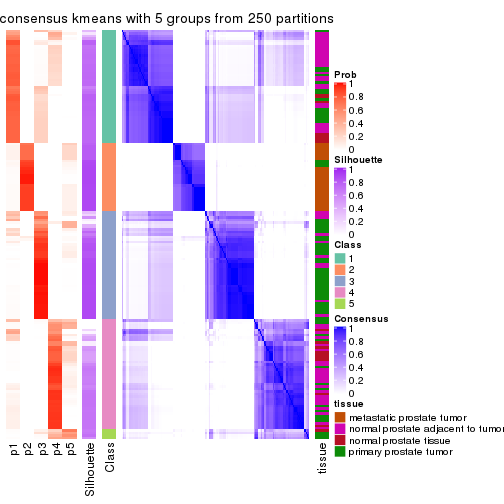 consensus kmeans with 5 groups from 250 partitions
Prob
1
0.8
0.6
0.4
0.2
0
Silhouette
1
0.8
0.6
0.4
0.2
0
Class
1
2
3
4
5
Consensus
1
0.8
0.6
0.4
0.2
0
tissue
metastatic prostate tumor
normal prostate adjacent to tumor
normal prostate tissue
primary prostate tumor
p1
p2
p3
p4
p5
Silhouette
Class
tissue